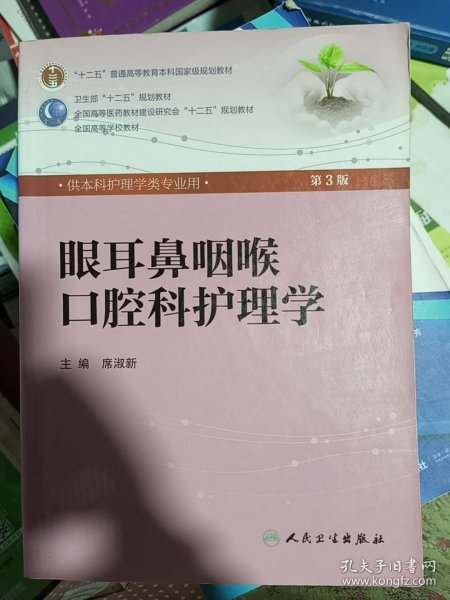 “十二五”普通高等教育本科国家级规划教材
卫生部“十二五”规划教材
全国高等医药教材建设研究会“十二五”规划教材
全国高等学校教材
·供本科护理学类专业用·
第3版
眼耳鼻咽喉
口腔科护理学
主编 席淑新
人民卫生出版社
孔夫子旧书网
www.kongfz.com